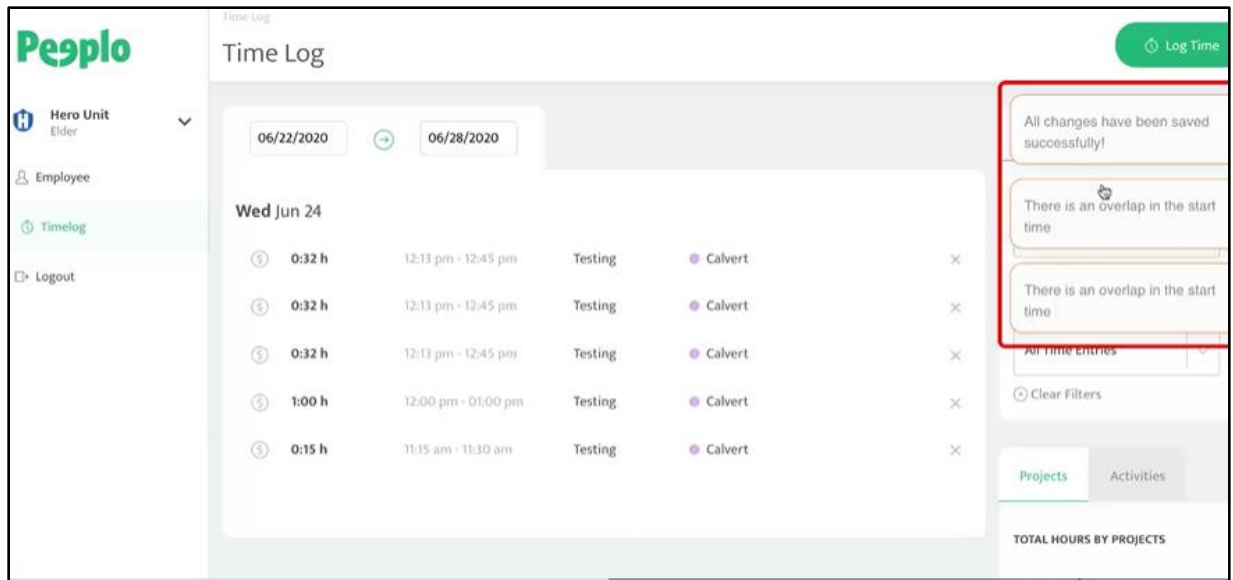 Peeplo
Hero Unit
Elder
Employee
Timelog
Logout
Time Log
Time Log
Log Time
06/22/2020
06/28/2020
Wed Jun 24
0:32 h 12:13 pm - 12:45 pm Testing Calvert
0:32 h 12:13 pm - 12:45 pm Testing Calvert
0:32 h 12:13 pm - 12:45 pm Testing Calvert
1:00 h 12:00 pm - 01:00 pm Testing Calvert
0:15 h 11:15 am - 11:30 am Testing Calvert
All changes have been saved
successfully!
There is an overlap in the start
time
There is an overlap in the start
time
All Time Entries
Clear Filters
Projects Activities
TOTAL HOURS BY PROJECTS